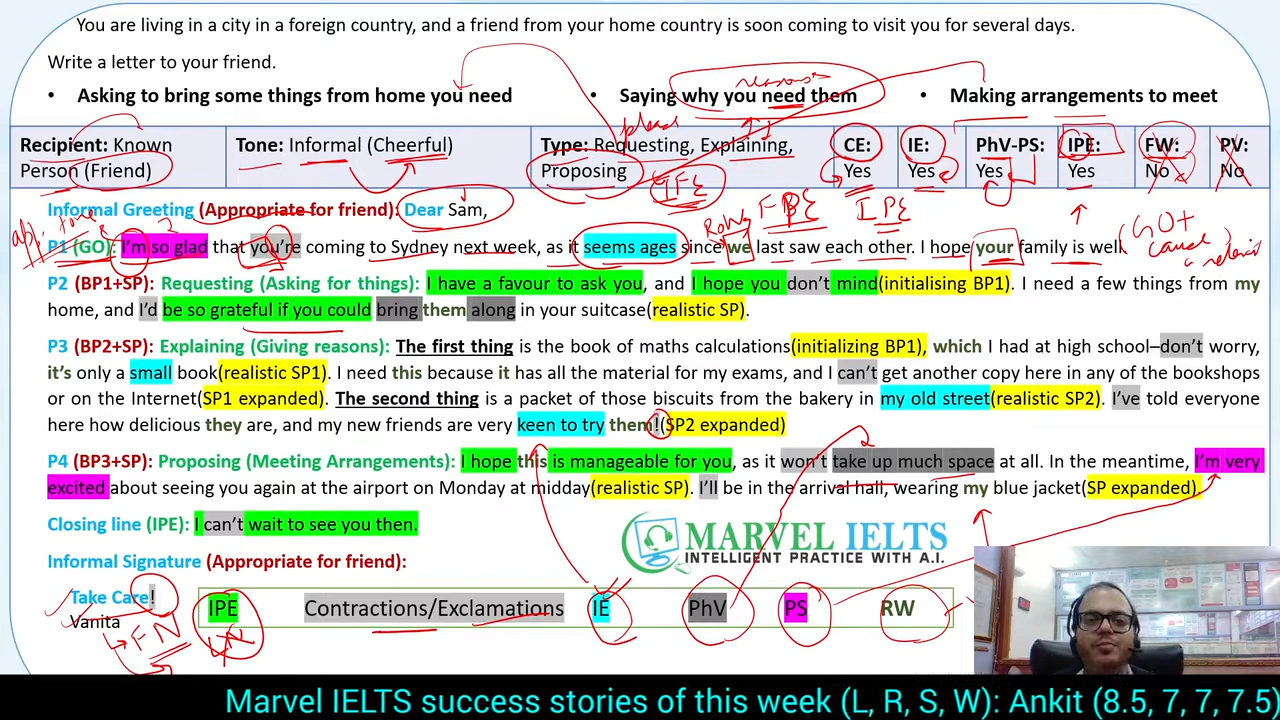 You are living in a city in a foreign country, and a friend from your home country is soon coming to visit you for several days.
Write a letter to your friend.
• Asking to bring some things from home you need • Saying why you need them • Making arrangements to meet
reasons
Recipient: Known Person (Friend)
Tone: Informal (Cheerful)
Type: Requesting, Explaining, Proposing
CE: Yes
IE: Yes
PhV-PS: Yes
IPE: Yes
FW: No
PV: No
Informal Greeting (Appropriate for friend): Dear Sam,
IPE
P1 (GO): I'm so glad that you're coming to Sydney next week, as it seems ages since we last saw each other. I hope your family is well.
P2 (BP1+SP): Requesting (Asking for things): I have a favour to ask you, and I hope you don't mind(initialising BP1). I need a few things from my
home, and I'd be so grateful if you could bring them along in your suitcase(realistic SP).
P3 (BP2+SP): Explaining (Giving reasons): The first thing is the book of maths calculations(initializing BP1), which I had at high school–don't worry,
it's only a small book(realistic SP1). I need this because it has all the material for my exams, and I can't get another copy here in any of the bookshops
or on the Internet(SP1 expanded). The second thing is a packet of those biscuits from the bakery in my old street(realistic SP2). I've told everyone
here how delicious they are, and my new friends are very keen to try them!(SP2 expanded)
P4 (BP3+SP): Proposing (Meeting Arrangements): I hope this is manageable for you, as it won't take up much space at all. In the meantime, I'm very
excited about seeing you again at the airport on Monday at midday(realistic SP). I'll be in the arrival hall, wearing my blue jacket(SP expanded).
Closing line (IPE): I can't wait to see you then.
MARVEL IELTS
INTELLIGENT PRACTICE WITH A.I.
Informal Signature (Appropriate for friend):
Take Care!
Vanita
FN
LN
IPE Contractions/Exclamations IE PhV PS RW
Marvel IELTS success stories of this week (L, R, S, W): Ankit (8.5, 7, 7, 7.5)